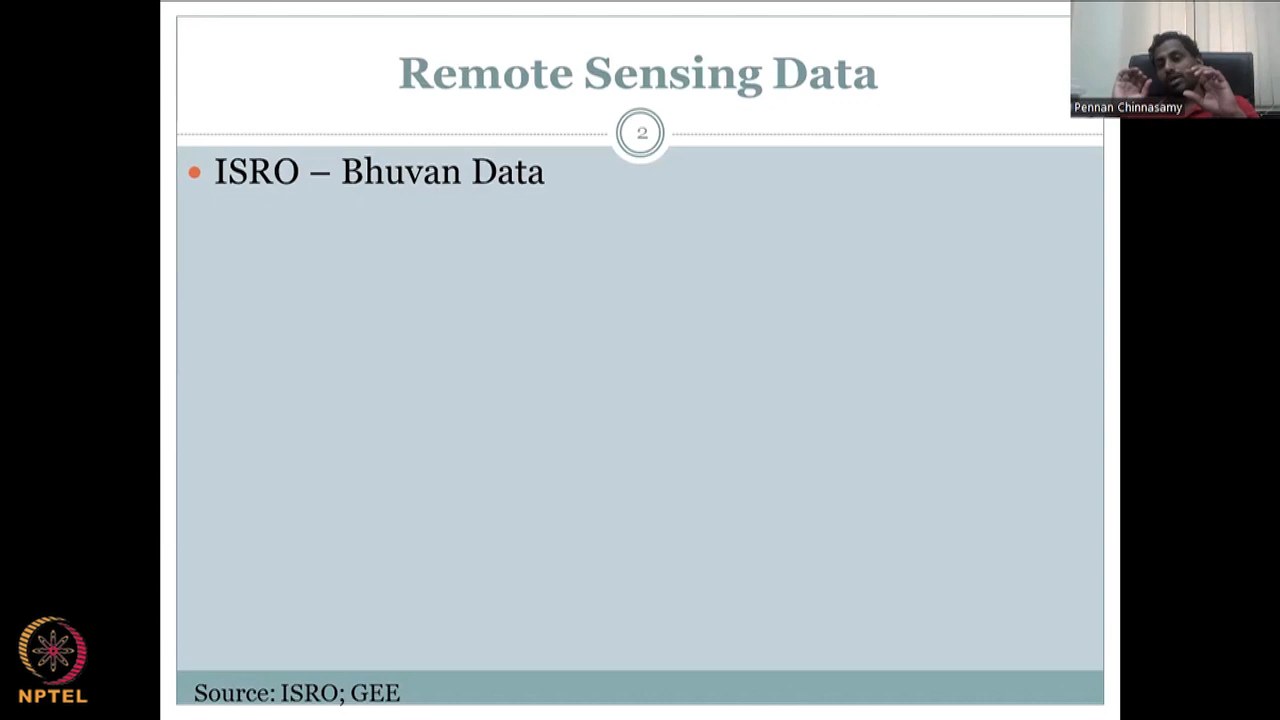 Remote Sensing Data
Pennan Chinnasamy
2
• ISRO – Bhuvan Data
Source: ISRO; GEE
NPTEL